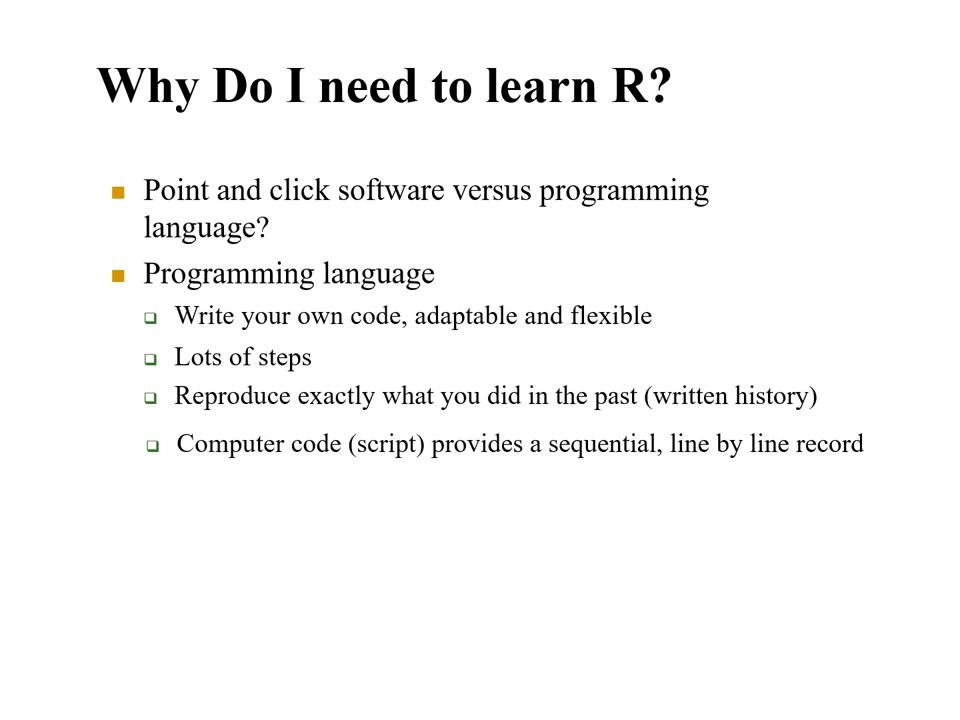 Why Do I need to learn R?
Point and click software versus programming
language?
Programming language
Write your own code, adaptable and flexible
Lots of steps
Reproduce exactly what you did in the past (written history)
Computer code (script) provides a sequential, line by line record